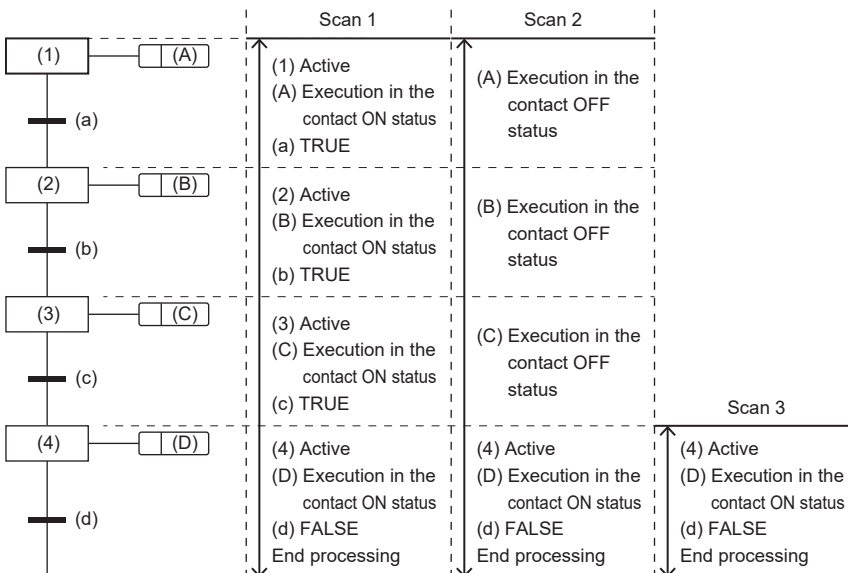 Scan 1
Scan 2
(1)
(A)
(a)
(1) Active
(A) Execution in the
contact ON status
(a) TRUE
(A) Execution in the
contact OFF
status
(2)
(B)
(b)
(2) Active
(B) Execution in the
contact ON status
(b) TRUE
(B) Execution in the
contact OFF
status
(3)
(C)
(c)
(3) Active
(C) Execution in the
contact ON status
(c) TRUE
(C) Execution in the
contact OFF
status
Scan 3
(4)
(D)
(d)
(4) Active
(D) Execution in the
contact ON status
(d) FALSE
End processing
(4) Active
(D) Execution in the
contact ON status
(d) FALSE
End processing
(4) Active
(D) Execution in the
contact ON status
(d) FALSE
End processing